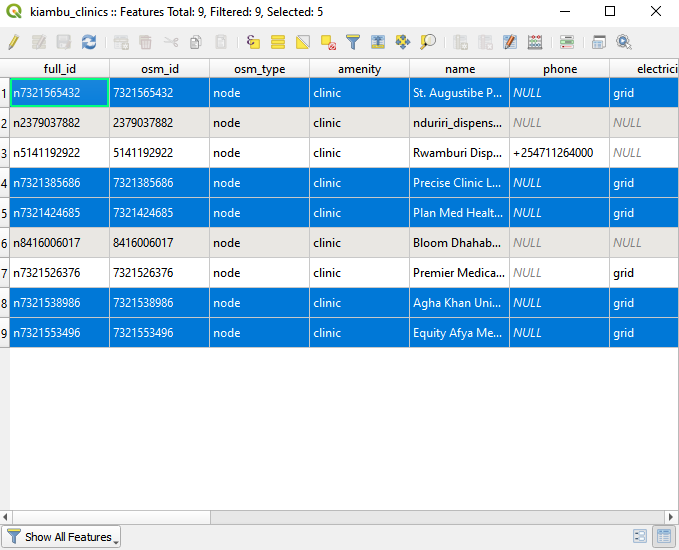 kiambu_clinics :: Features Total: 9, Filtered: 9, Selected: 5
full_id osm_id osm_type amenity name phone electrici
1 n7321565432 7321565432 node clinic St. Augustibe P... NULL grid
2 n2379037882 2379037882 node clinic nduriri_dispens... NULL NULL
3 n5141192922 5141192922 node clinic Rwamburi Disp... +254711264000 NULL
4 n7321385686 7321385686 node clinic Precise Clinic L... NULL grid
5 n7321424685 7321424685 node clinic Plan Med Healt... NULL grid
6 n8416006017 8416006017 node clinic Bloom Dhahab... NULL NULL
7 n7321526376 7321526376 node clinic Premier Medica... NULL grid
8 n7321538986 7321538986 node clinic Agha Khan Uni... NULL grid
9 n7321553496 7321553496 node clinic Equity Afya Me... NULL grid
Show All Features